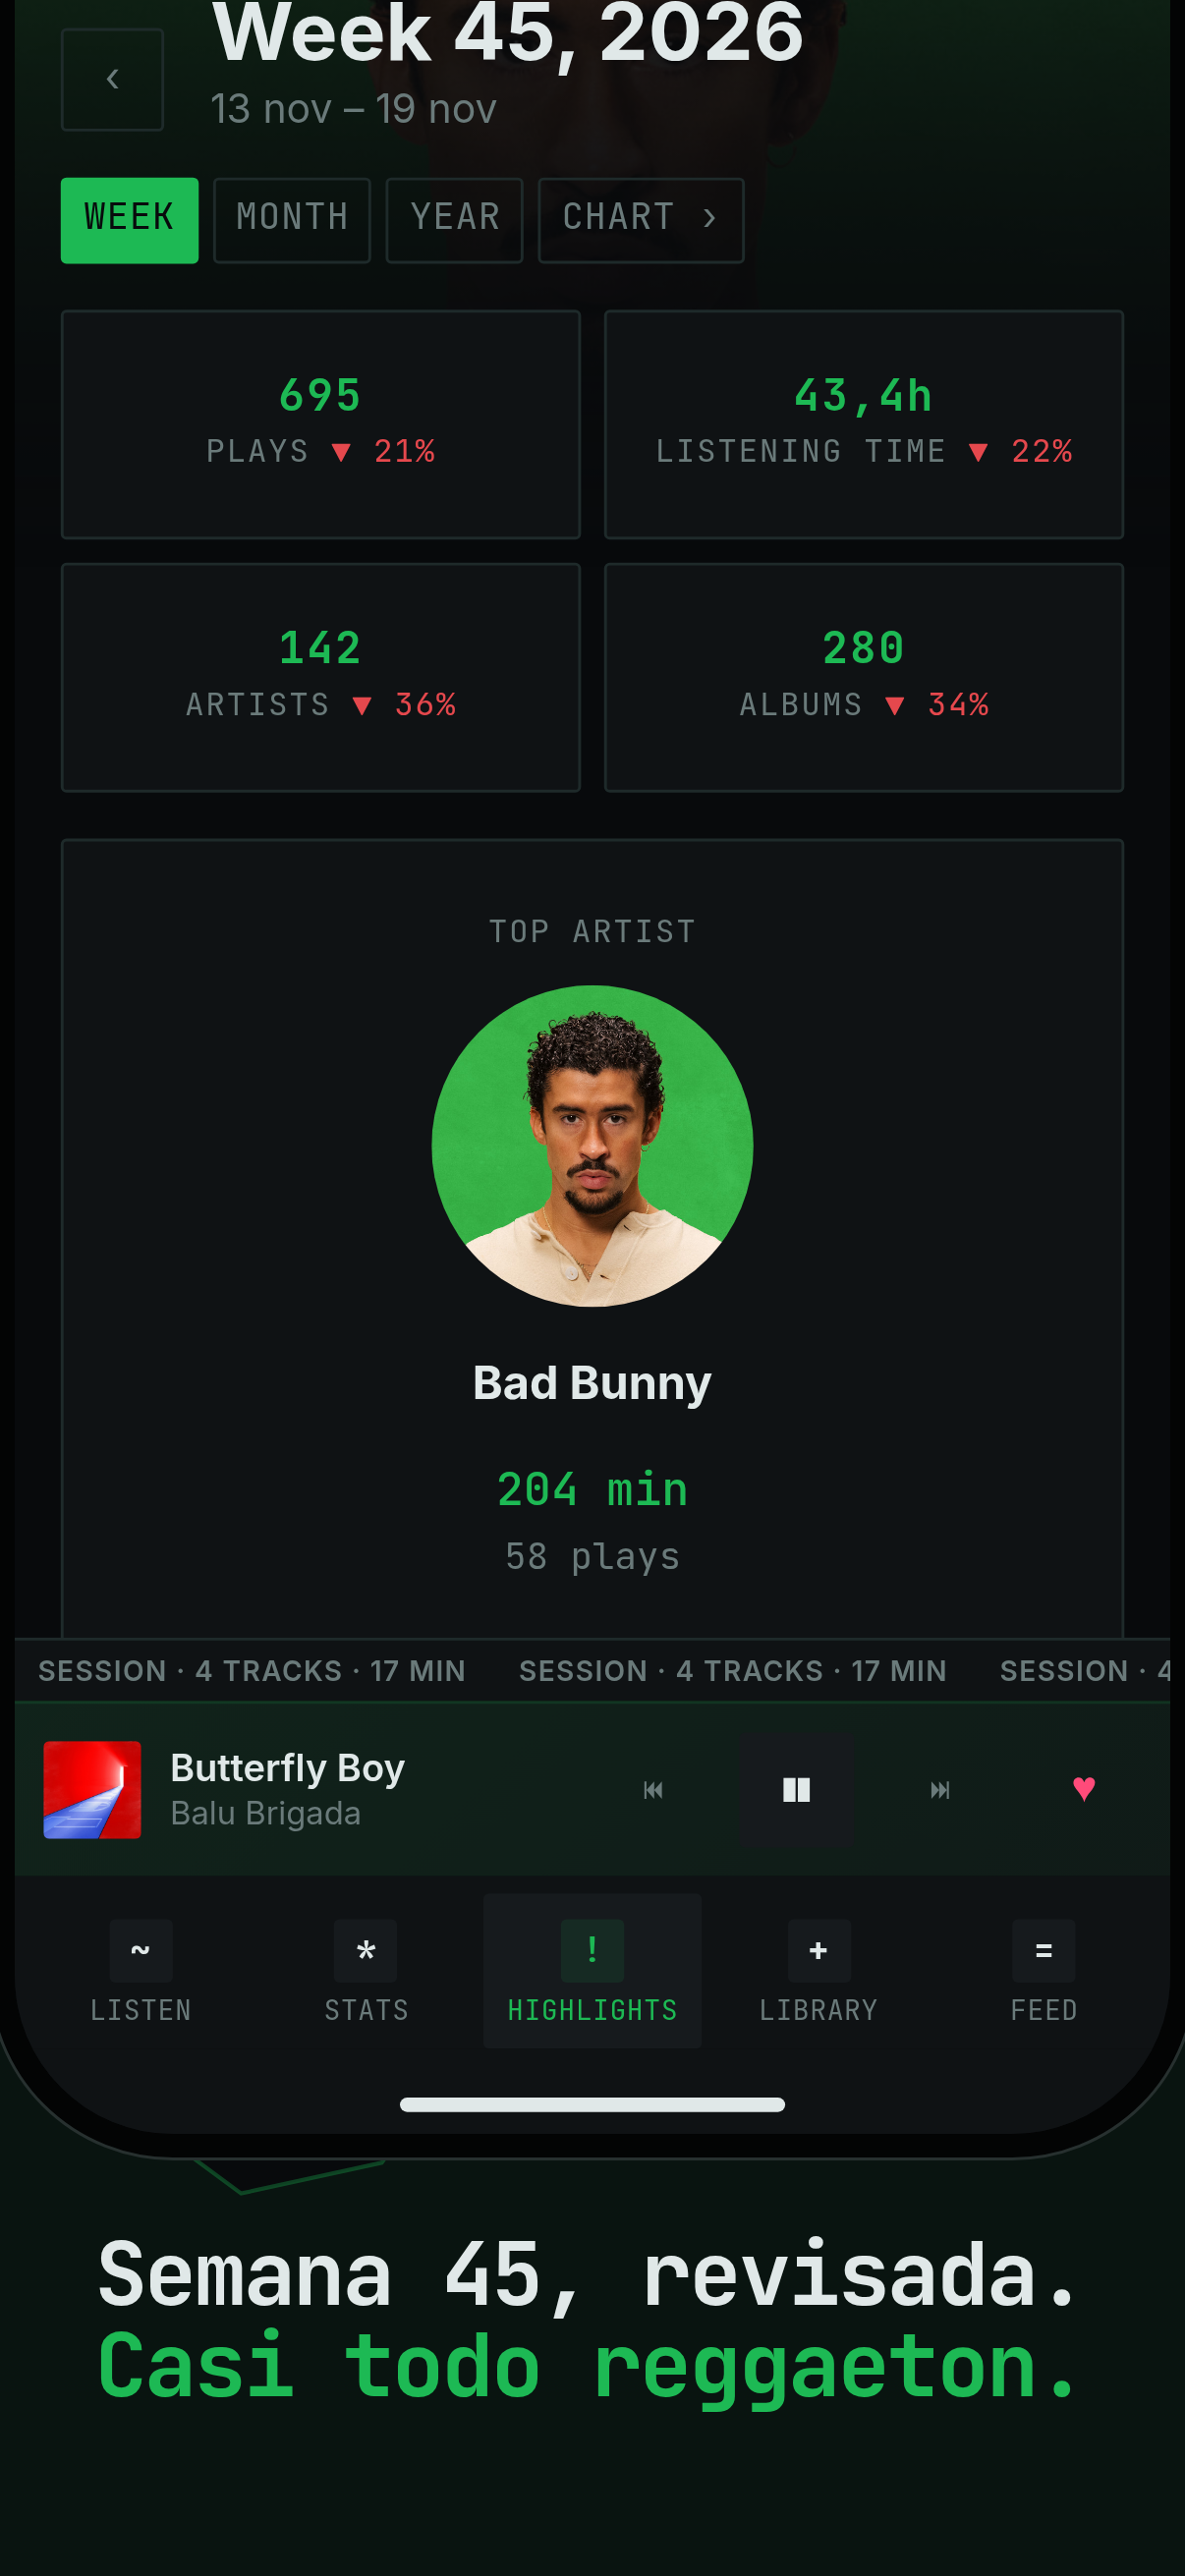 Week 45, 2026
13 nov – 19 nov
WEEK MONTH YEAR CHART ›
695
PLAYS ▼ 21%
43,4h
LISTENING TIME ▼ 22%
142
ARTISTS ▼ 36%
280
ALBUMS ▼ 34%
TOP ARTIST
Bad Bunny
204 min
58 plays
SESSION · 4 TRACKS · 17 MIN SESSION · 4 TRACKS · 17 MIN SESSION · 4
Butterfly Boy
Balu Brigada
~ * ! + =
LISTEN STATS HIGHLIGHTS LIBRARY FEED
Semana 45, revisada.
Casi todo reggaeton.